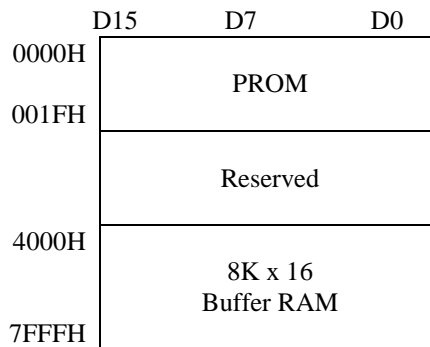 D15 D7 D0
0000H
PROM
001FH
Reserved
4000H
8K x 16
Buffer RAM
7FFFH